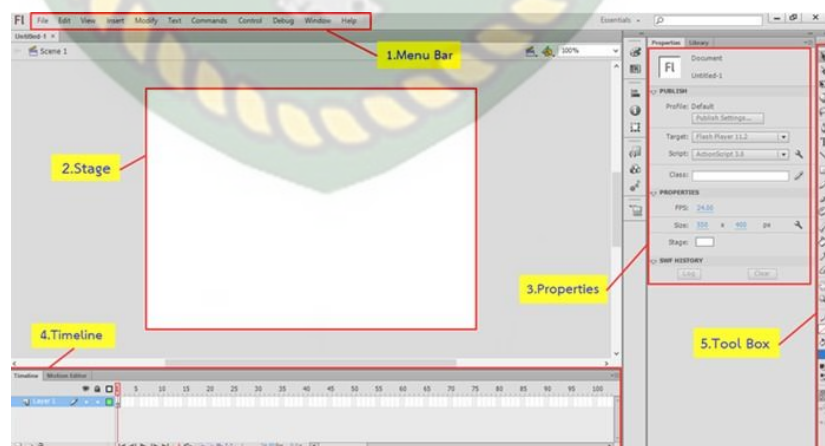 Fl File Edit View Insert Modify Text Commands Control Debug Window Help Essentials
Untitled-1 ×
Scene 1 100%
1.Menu Bar
2.Stage
3.Properties
4.Timeline
5.Tool Box
Properties Library
Fl Document
Untitled-1
PUBLISH
Profile: Default
Publish Settings...
Target: Flash Player 11.2
Script: ActionScript 3.0
Class:
PROPERTIES
FPS: 24.00
Size: 550 x 400 px
Stage:
SWF HISTORY
Log Clear
Timeline Motion Editor
5 10 15 20 25 30 35 40 45 50 55 60 65 70 75 80 85 90 95 100
Layer 1